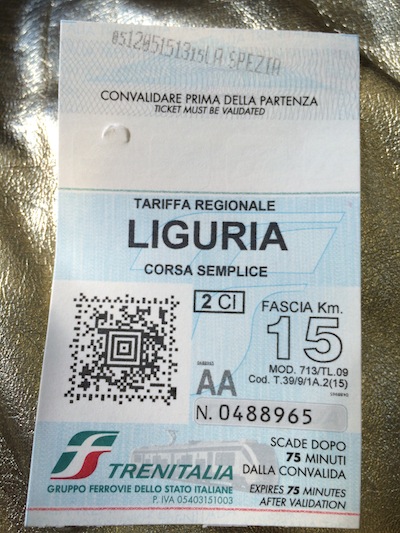 051205151315LA SPEZIA
CONVALIDARE PRIMA DELLA PARTENZA
TICKET MUST BE VALIDATED
TARIFFA REGIONALE
LIGURIA
CORSA SEMPLICE
2 Cl
FASCIA Km.
15
MOD. 713/TL.09
Cod. T.39/9/1A.2(15)
AA
N. 0488965
TRENITALIA
GRUPPO FERROVIE DELLO STATO ITALIANE
P. IVA 05403151003
SCADE DOPO
75 MINUTI
DALLA CONVALIDA
EXPIRES 75 MINUTES
AFTER VALIDATION